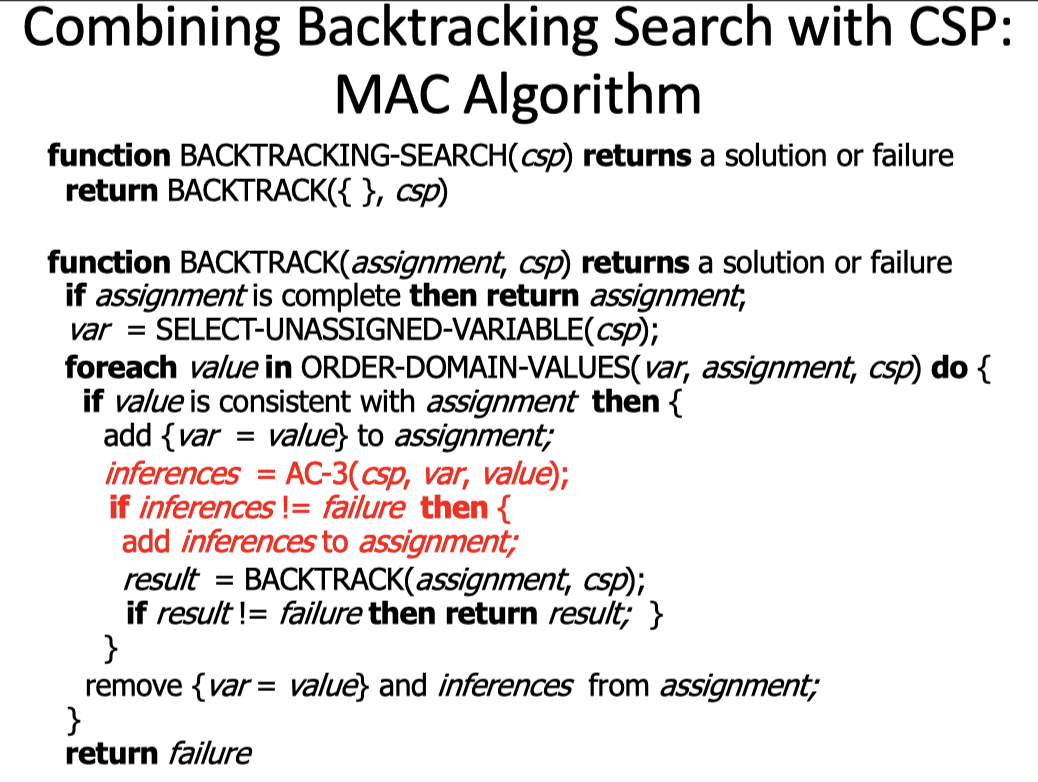 Combining Backtracking Search with CSP:
MAC Algorithm
function BACKTRACKING-SEARCH(csp) returns a solution or failure
return BACKTRACK({ }, csp)
function BACKTRACK(assignment, csp) returns a solution or failure
if assignment is complete then return assignment;
var = SELECT-UNASSIGNED-VARIABLE(csp);
foreach value in ORDER-DOMAIN-VALUES(var, assignment, csp) do {
if value is consistent with assignment then {
add {var = value} to assignment;
inferences = AC-3(csp, var, value);
if inferences != failure then {
add inferences to assignment;
result = BACKTRACK(assignment, csp);
if result != failure then return result; }
}
remove {var = value} and inferences from assignment;
}
return failure